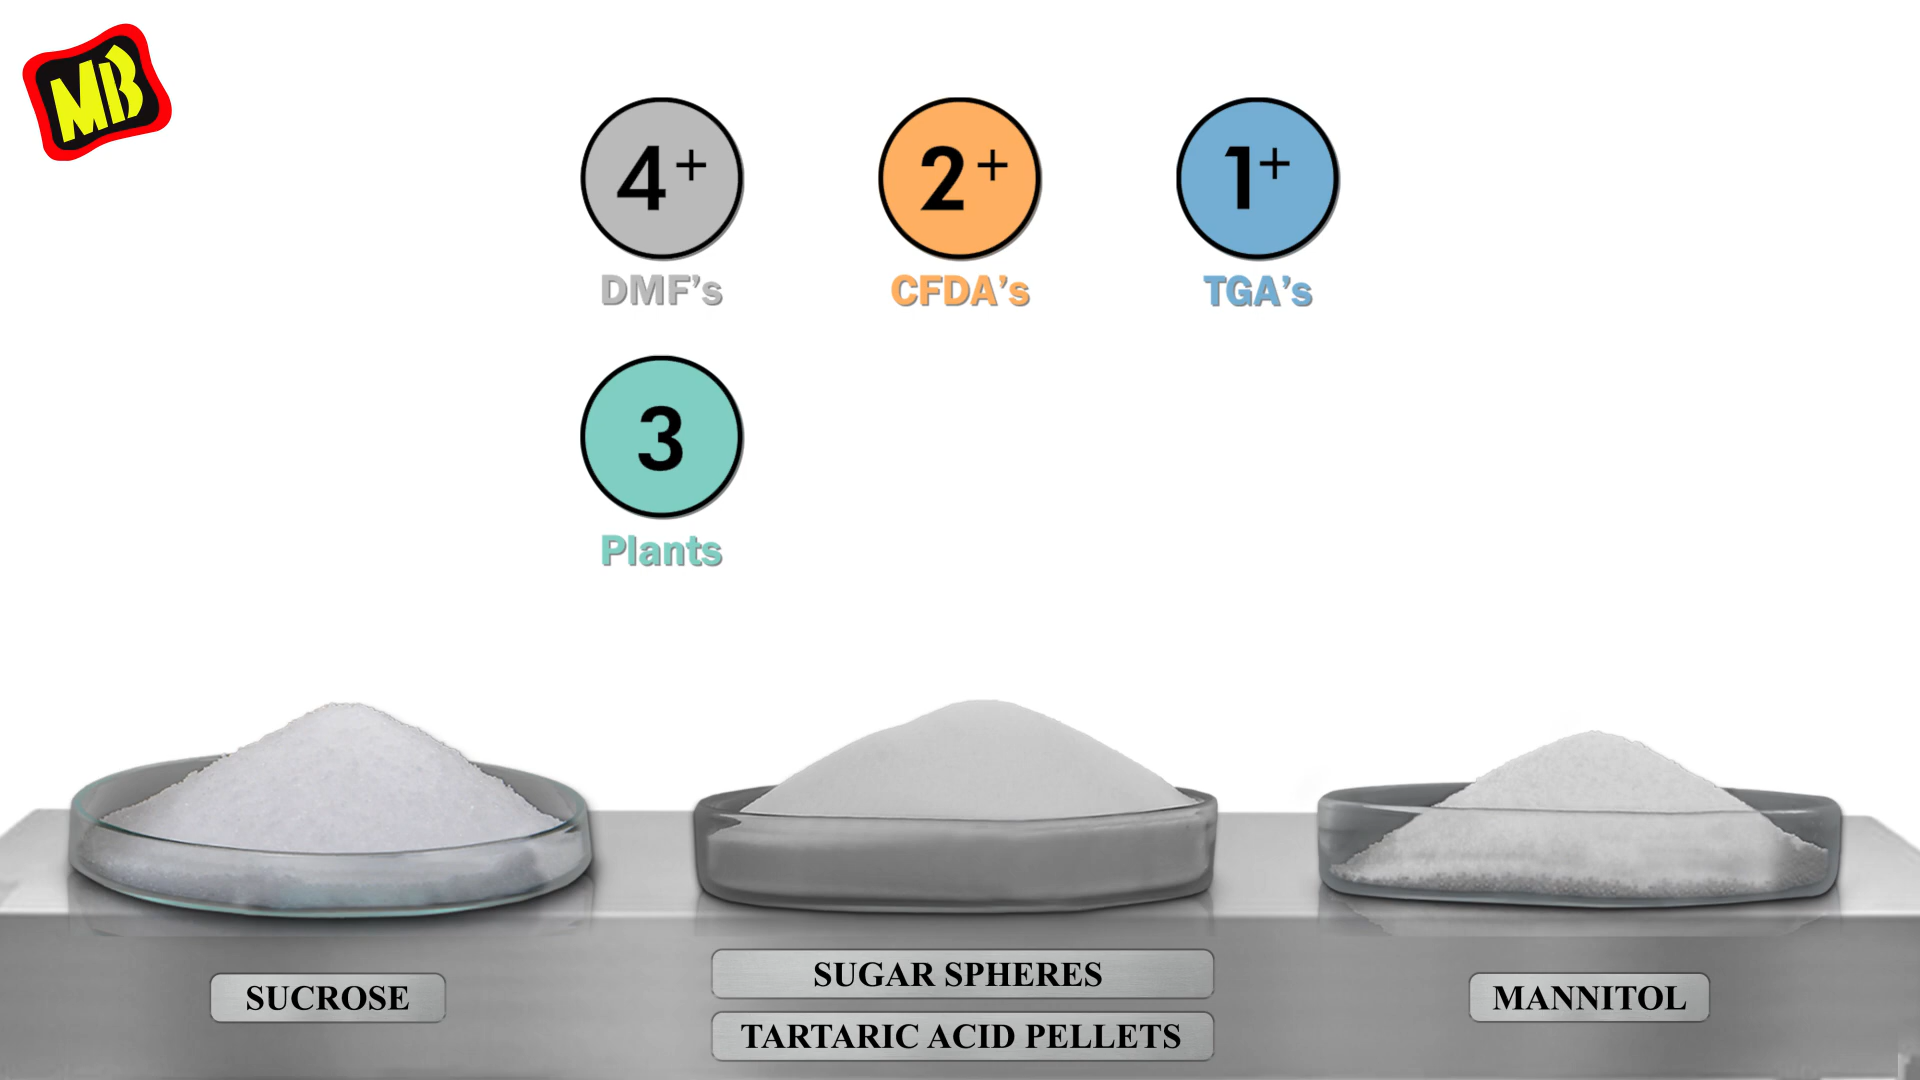 MB
4+
2+
1+
DMF's
CFDA's
TGA's
3
Plants
SUCROSE
SUGAR SPHERES
TARTARIC ACID PELLETS
MANNITOL